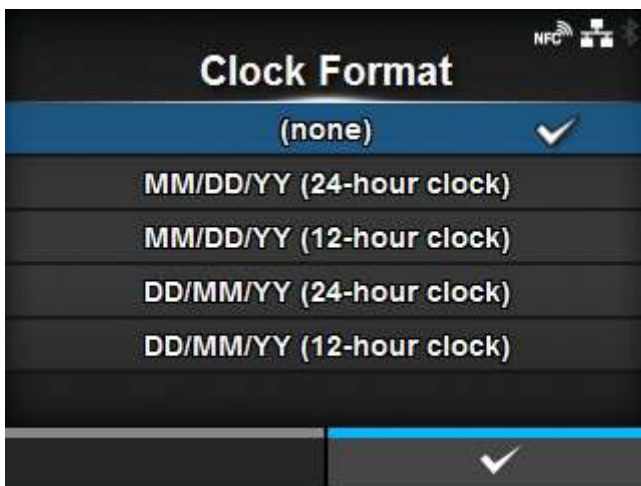 NFC
Clock Format
(none)
MM/DD/YY (24-hour clock)
MM/DD/YY (12-hour clock)
DD/MM/YY (24-hour clock)
DD/MM/YY (12-hour clock)